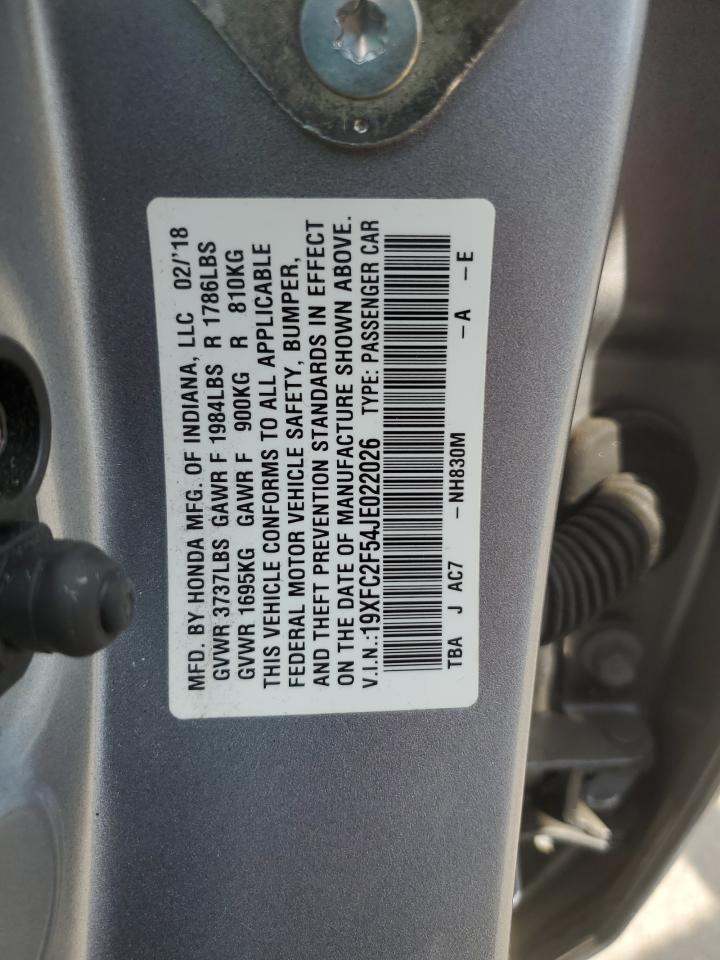 MFD. BY HONDA MFG. OF INDIANA, LLC 02/'18
GVWR 3737LBS GAWR F 1984LBS R 1786LBS
GVWR 1695KG GAWR F 900KG R 810KG
THIS VEHICLE CONFORMS TO ALL APPLICABLE
FEDERAL MOTOR VEHICLE SAFETY, BUMPER,
AND THEFT PREVENTION STANDARDS IN EFFECT
ON THE DATE OF MANUFACTURE SHOWN ABOVE.
V.I.N.:19XFC2F54JE022026 TYPE: PASSENGER CAR
TBA J AC7 -NH830M -A -E